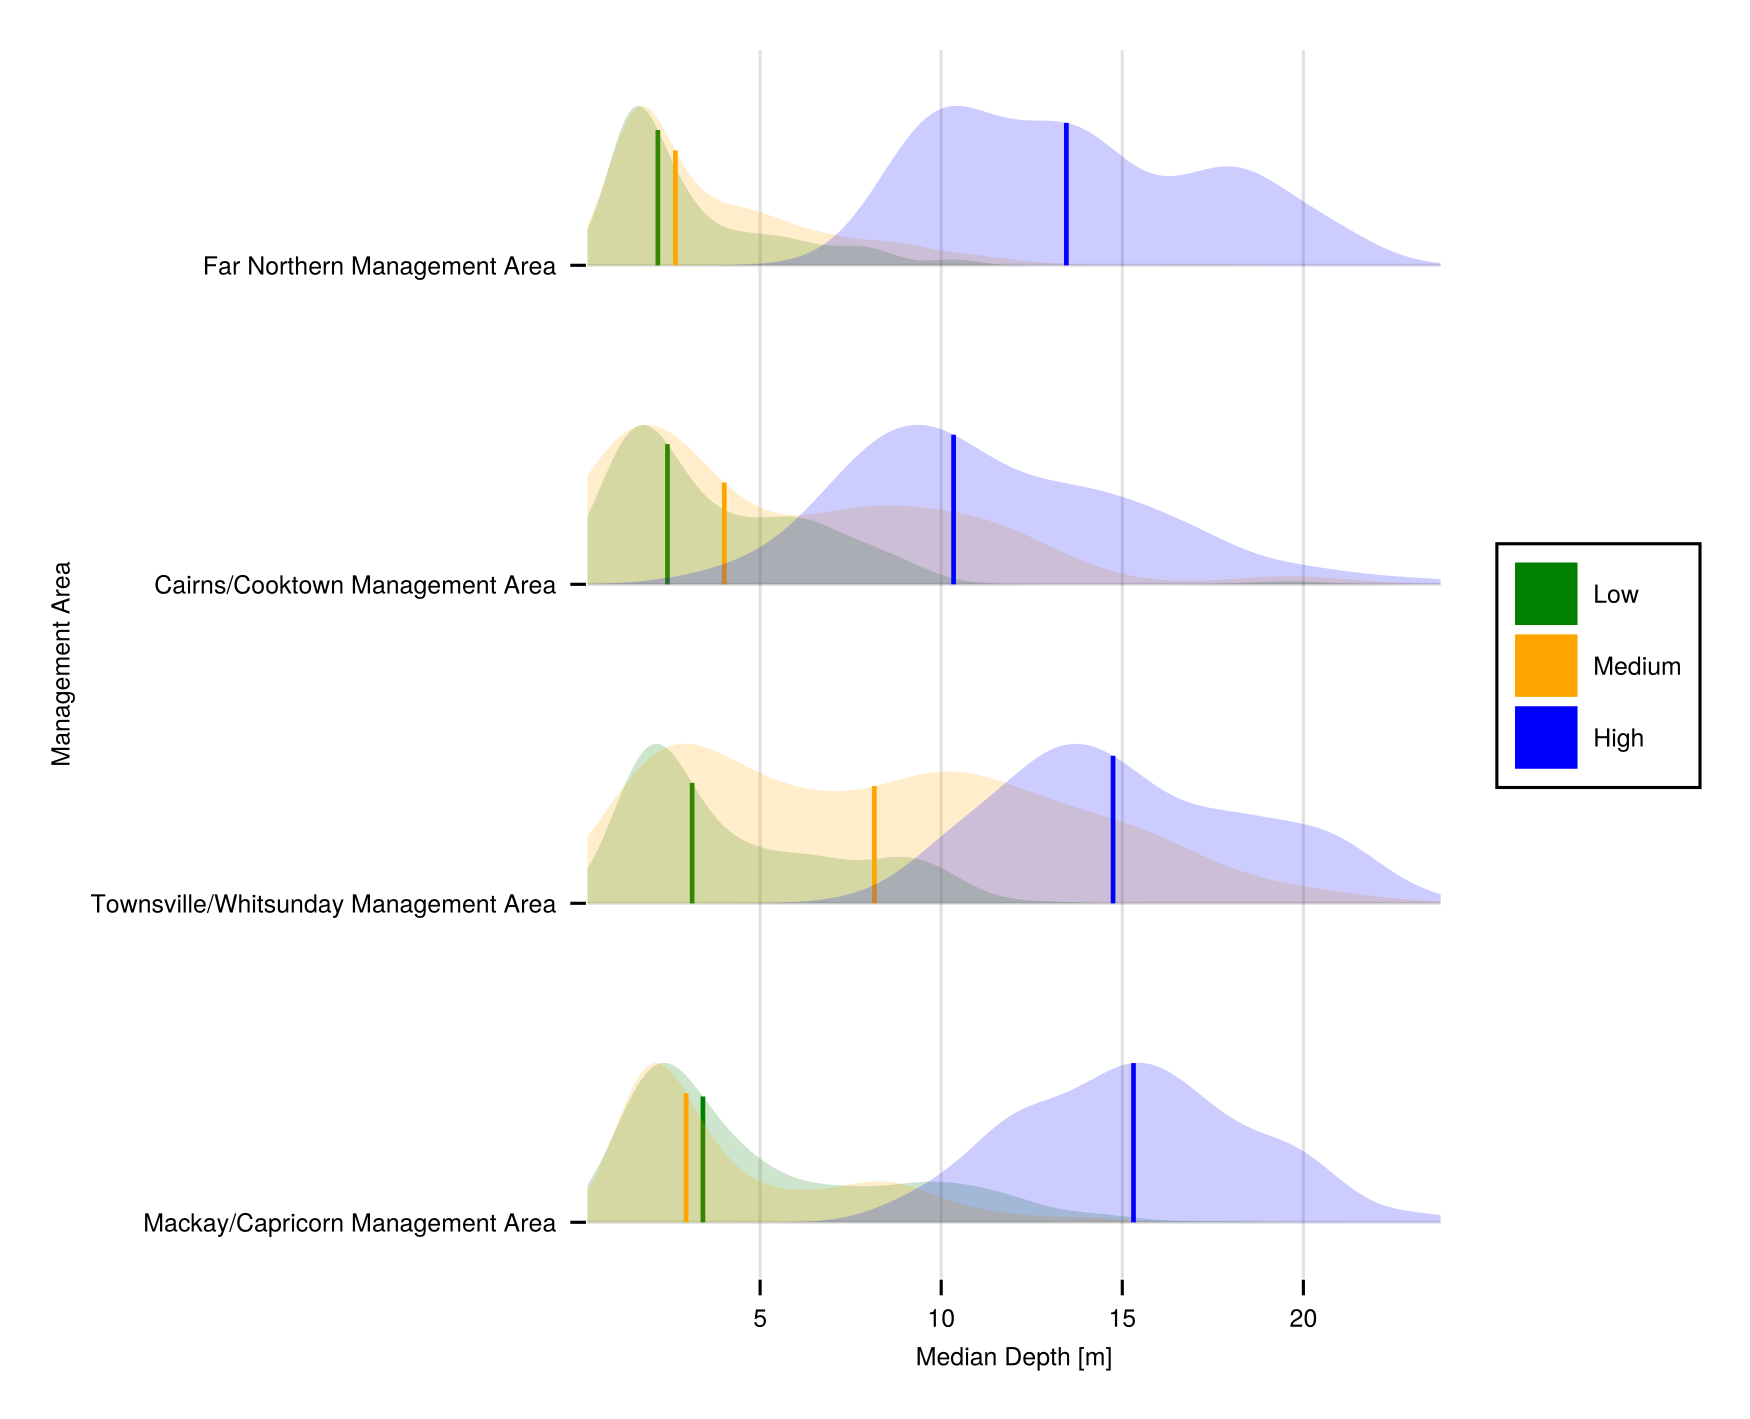 Management Area
Far Northern Management Area
Cairns/Cooktown Management Area
Townsville/Whitsunday Management Area
Mackay/Capricorn Management Area
5 10 15 20
Median Depth [m]
Low
Medium
High